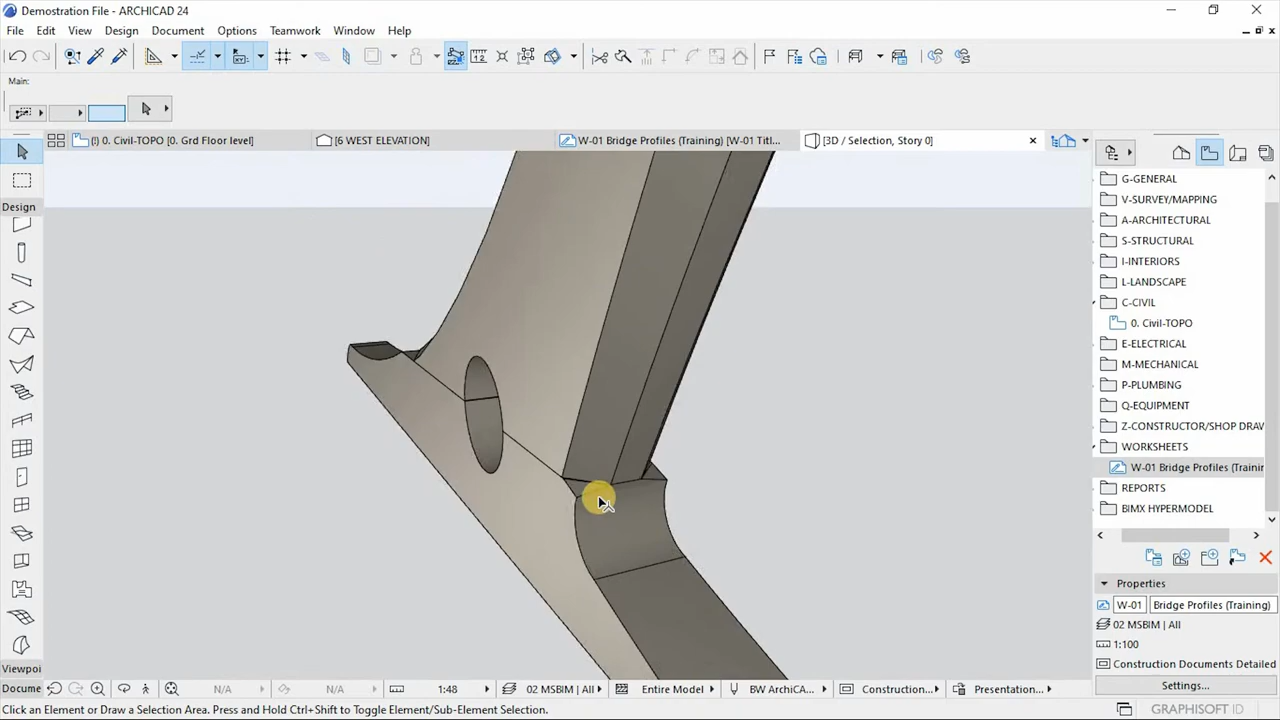 Demostration File - ARCHICAD 24
File Edit View Design Document Options Teamwork Window Help
Main:
(!) 0. Civil-TOPO [0. Grd Floor level]
[6 WEST ELEVATION]
W-01 Bridge Profiles (Training) [W-01 Titl...
[3D / Selection, Story 0]
Design
G-GENERAL
V-SURVEY/MAPPING
A-ARCHITECTURAL
S-STRUCTURAL
I-INTERIORS
L-LANDSCAPE
C-CIVIL
0. Civil-TOPO
E-ELECTRICAL
M-MECHANICAL
P-PLUMBING
Q-EQUIPMENT
Z-CONSTRUCTOR/SHOP DRAV
WORKSHEETS
W-01 Bridge Profiles (Trainin
REPORTS
BIMX HYPERMODEL
Properties
W-01 Bridge Profiles (Training)
02 MSBIM | All
1:100
Construction Documents Detailed
Settings...
Viewpoi
Docume N/A N/A 1:48 02 MSBIM | All Entire Model BW ArchiCA... Construction... Presentation...
Click an Element or Draw a Selection Area. Press and Hold Ctrl+Shift to Toggle Element/Sub-Element Selection.
GRAPHISOFT ID